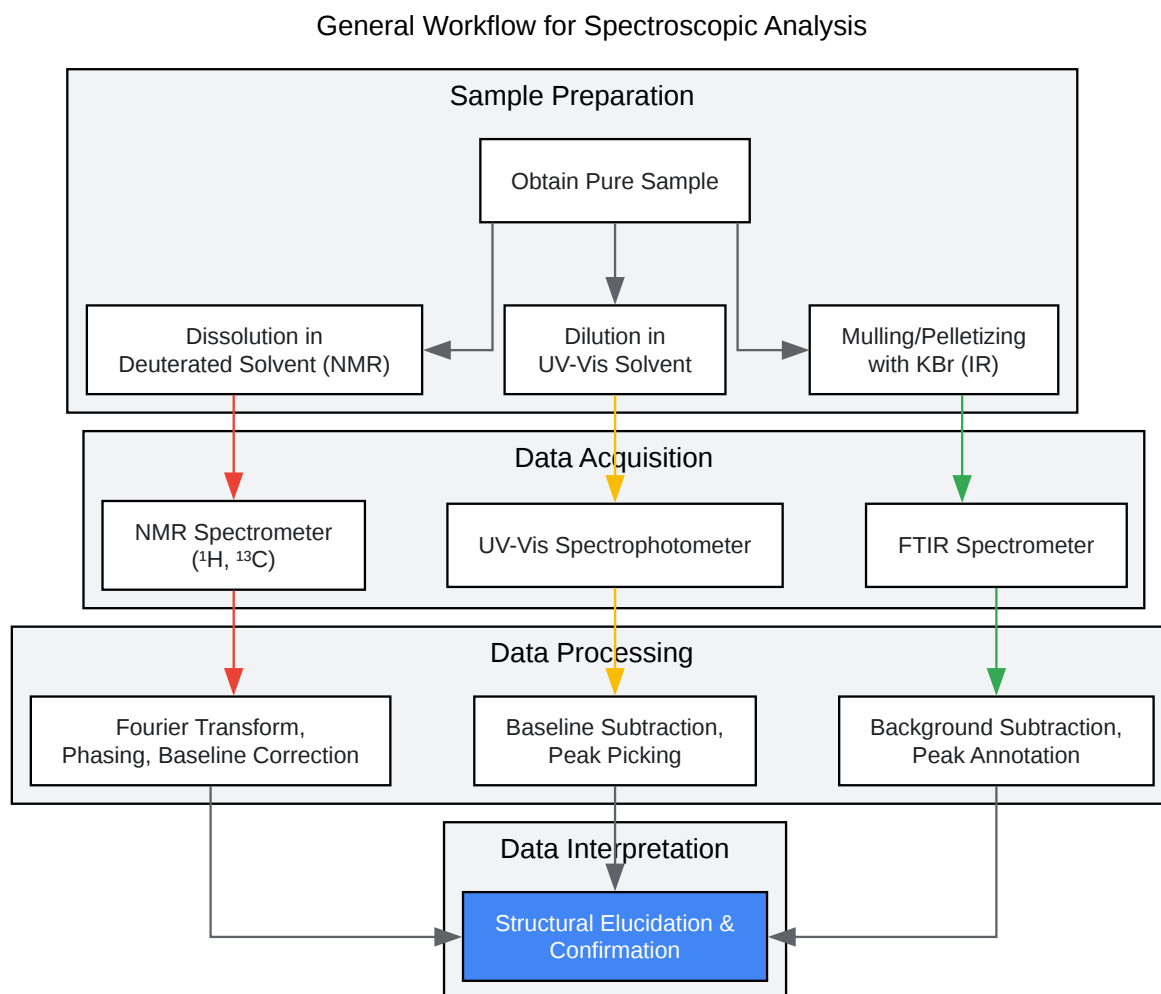 General Workflow for Spectroscopic Analysis
Sample Preparation
Obtain Pure Sample
Dissolution in
Deuterated Solvent (NMR)
Dilution in
UV-Vis Solvent
Mulling/Pelletizing
with KBr (IR)
Data Acquisition
NMR Spectrometer
(¹H, ¹³C)
UV-Vis Spectrophotometer
FTIR Spectrometer
Data Processing
Fourier Transform,
Phasing, Baseline Correction
Baseline Subtraction,
Peak Picking
Background Subtraction,
Peak Annotation
Data Interpretation
Structural Elucidation &
Confirmation